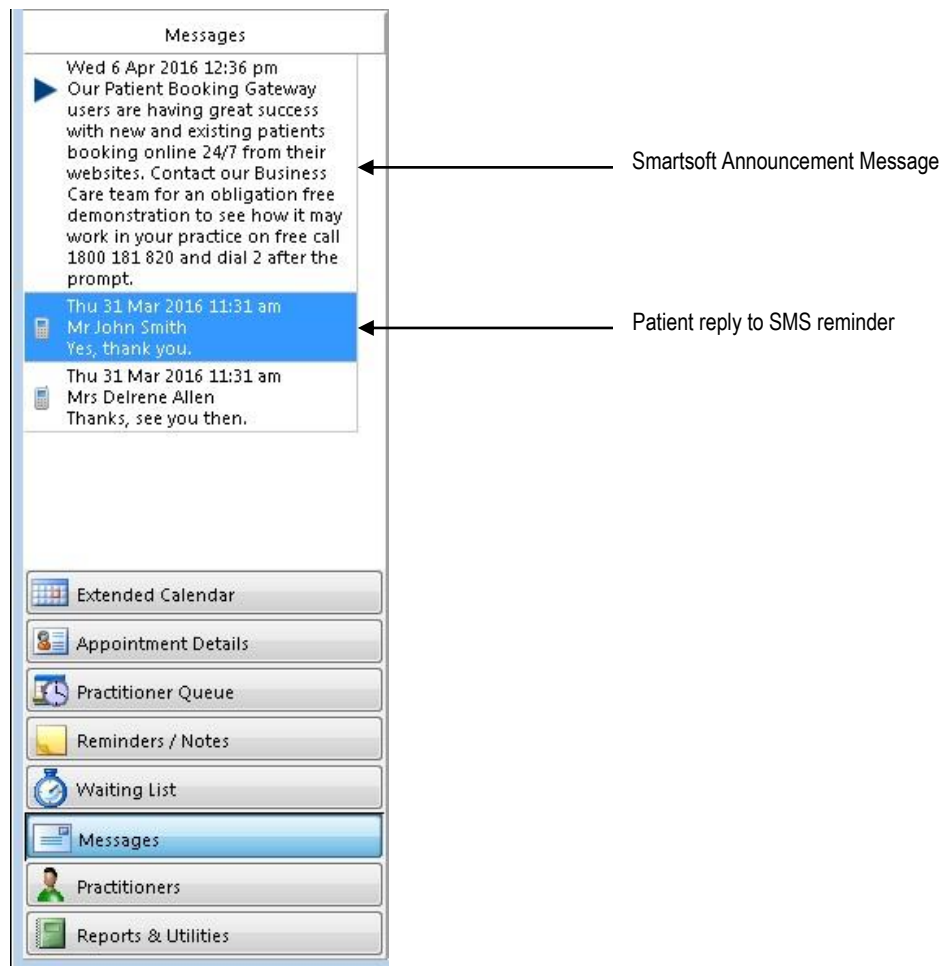 Messages
Wed 6 Apr 2016 12:36 pm
Our Patient Booking Gateway
users are having great success
with new and existing patients
booking online 24/7 from their
websites. Contact our Business
Care team for an obligation free
demonstration to see how it may
work in your practice on free call
1800 181 820 and dial 2 after the
prompt.
Smartsoft Announcement Message
Thu 31 Mar 2016 11:31 am
Mr John Smith
Yes, thank you.
Patient reply to SMS reminder
Thu 31 Mar 2016 11:31 am
Mrs Delrene Allen
Thanks, see you then.
Extended Calendar
Appointment Details
Practitioner Queue
Reminders / Notes
Waiting List
Messages
Practitioners
Reports & Utilities